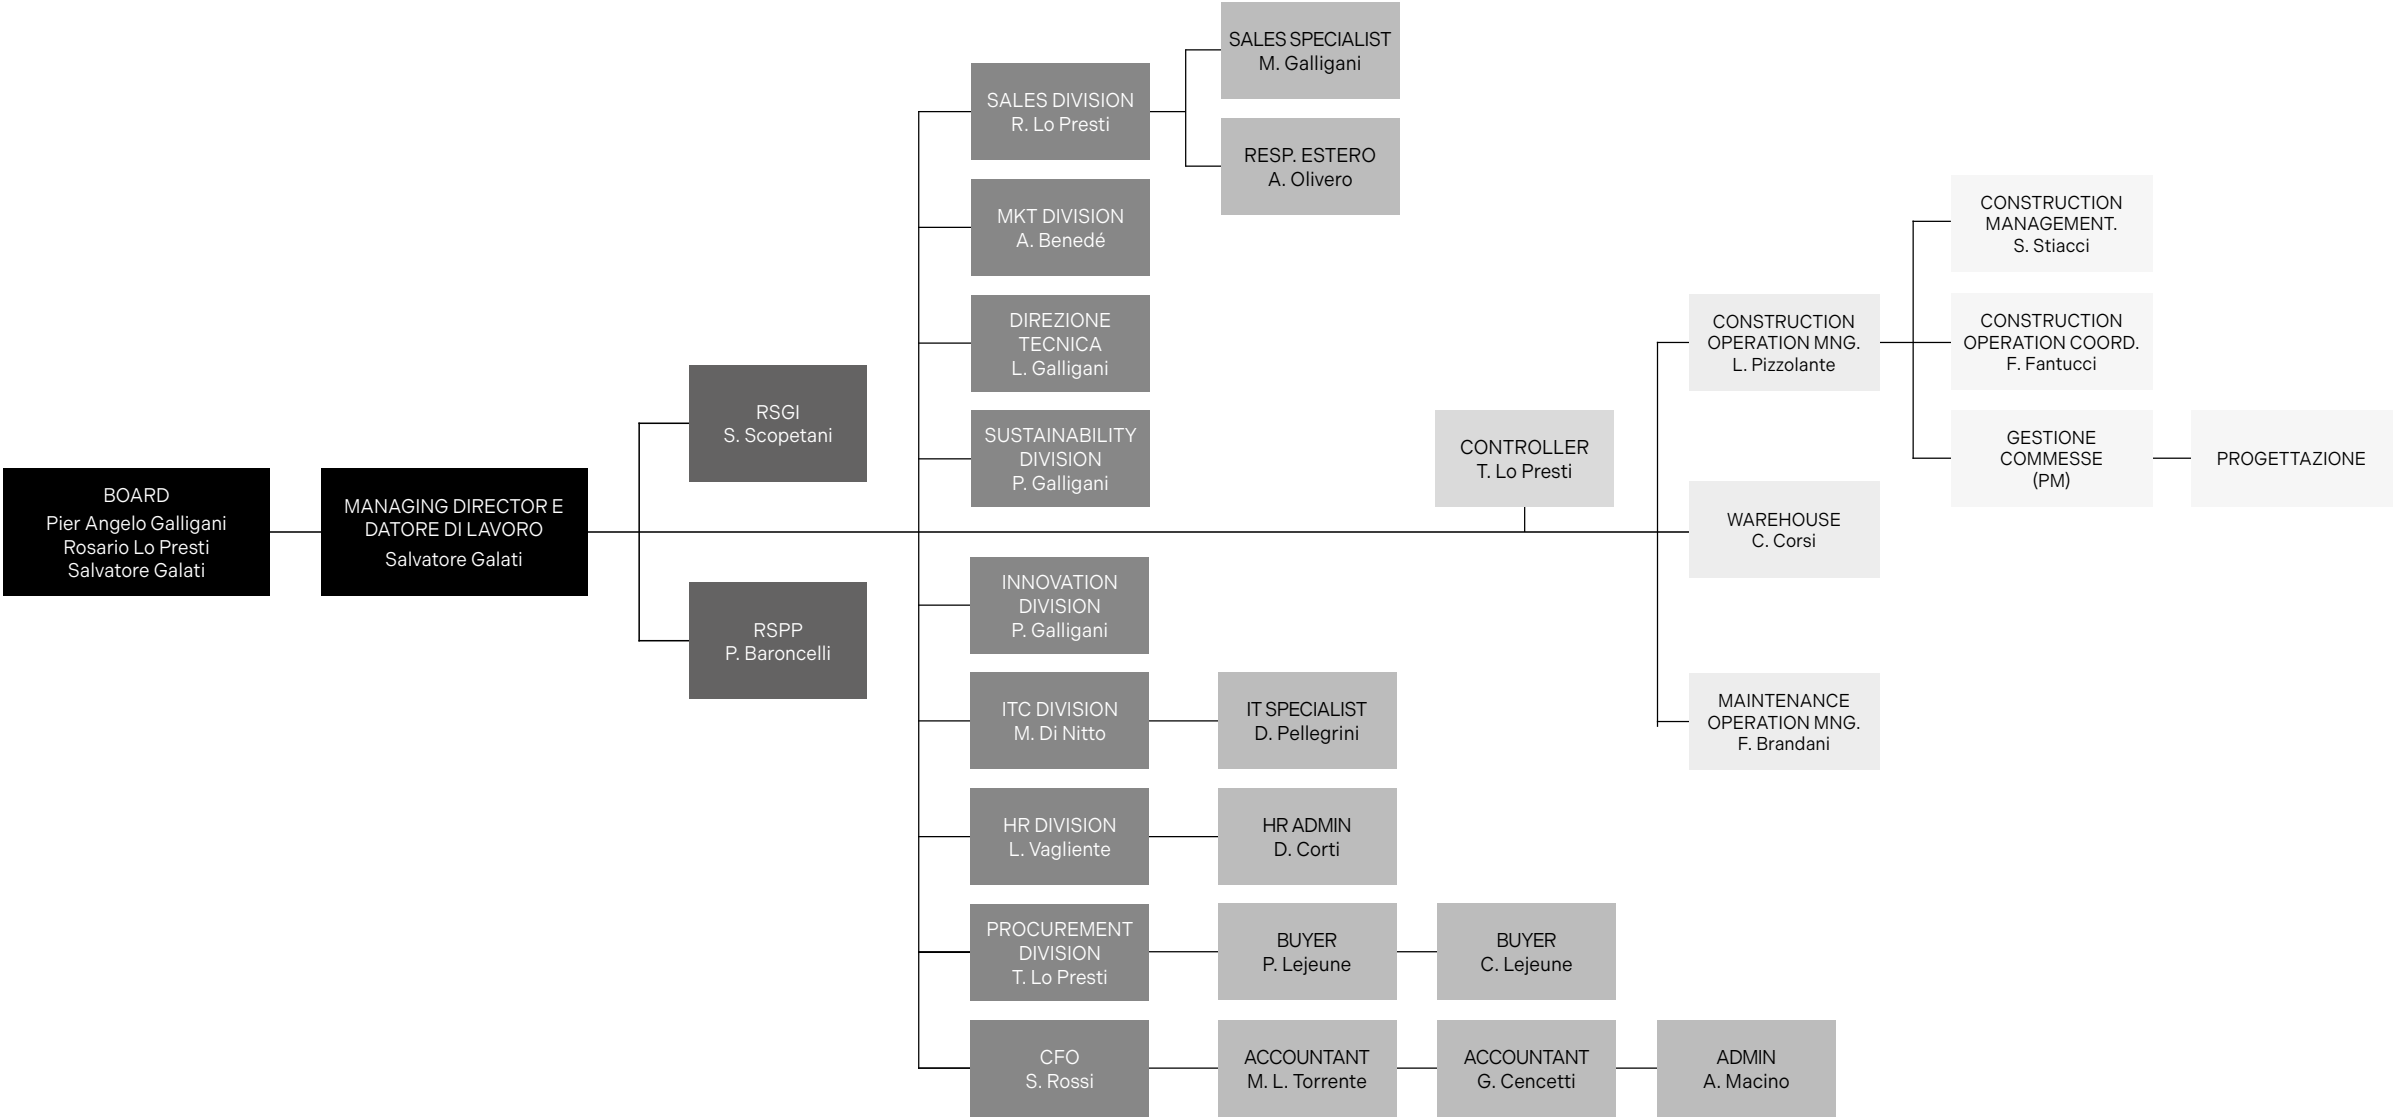 BOARD
Pier Angelo Galligani
Rosario Lo Presti
Salvatore Galati
MANAGING DIRECTOR E
DATORE DI LAVORO
Salvatore Galati
RSGI
S. Scopetani
RSPP
P. Baroncelli
SALES DIVISION
R. Lo Presti
SALES SPECIALIST
M. Galligani
RESP. ESTERO
A. Olivero
MKT DIVISION
A. Benedé
DIREZIONE
TECNICA
L. Galligani
SUSTAINABILITY
DIVISION
P. Galligani
INNOVATION
DIVISION
P. Galligani
ITC DIVISION
M. Di Nitto
IT SPECIALIST
D. Pellegrini
HR DIVISION
L. Vagliente
HR ADMIN
D. Corti
PROCUREMENT
DIVISION
T. Lo Presti
BUYER
P. Lejeune
BUYER
C. Lejeune
CFO
S. Rossi
ACCOUNTANT
M. L. Torrente
ACCOUNTANT
G. Cencetti
ADMIN
A. Macino
CONTROLLER
T. Lo Presti
CONSTRUCTION
OPERATION MNG.
L. Pizzolante
CONSTRUCTION
MANAGEMENT.
S. Stiacci
CONSTRUCTION
OPERATION COORD.
F. Fantucci
GESTIONE
COMMESSE
(PM)
PROGETTAZIONE
WAREHOUSE
C. Corsi
MAINTENANCE
OPERATION MNG.
F. Brandani